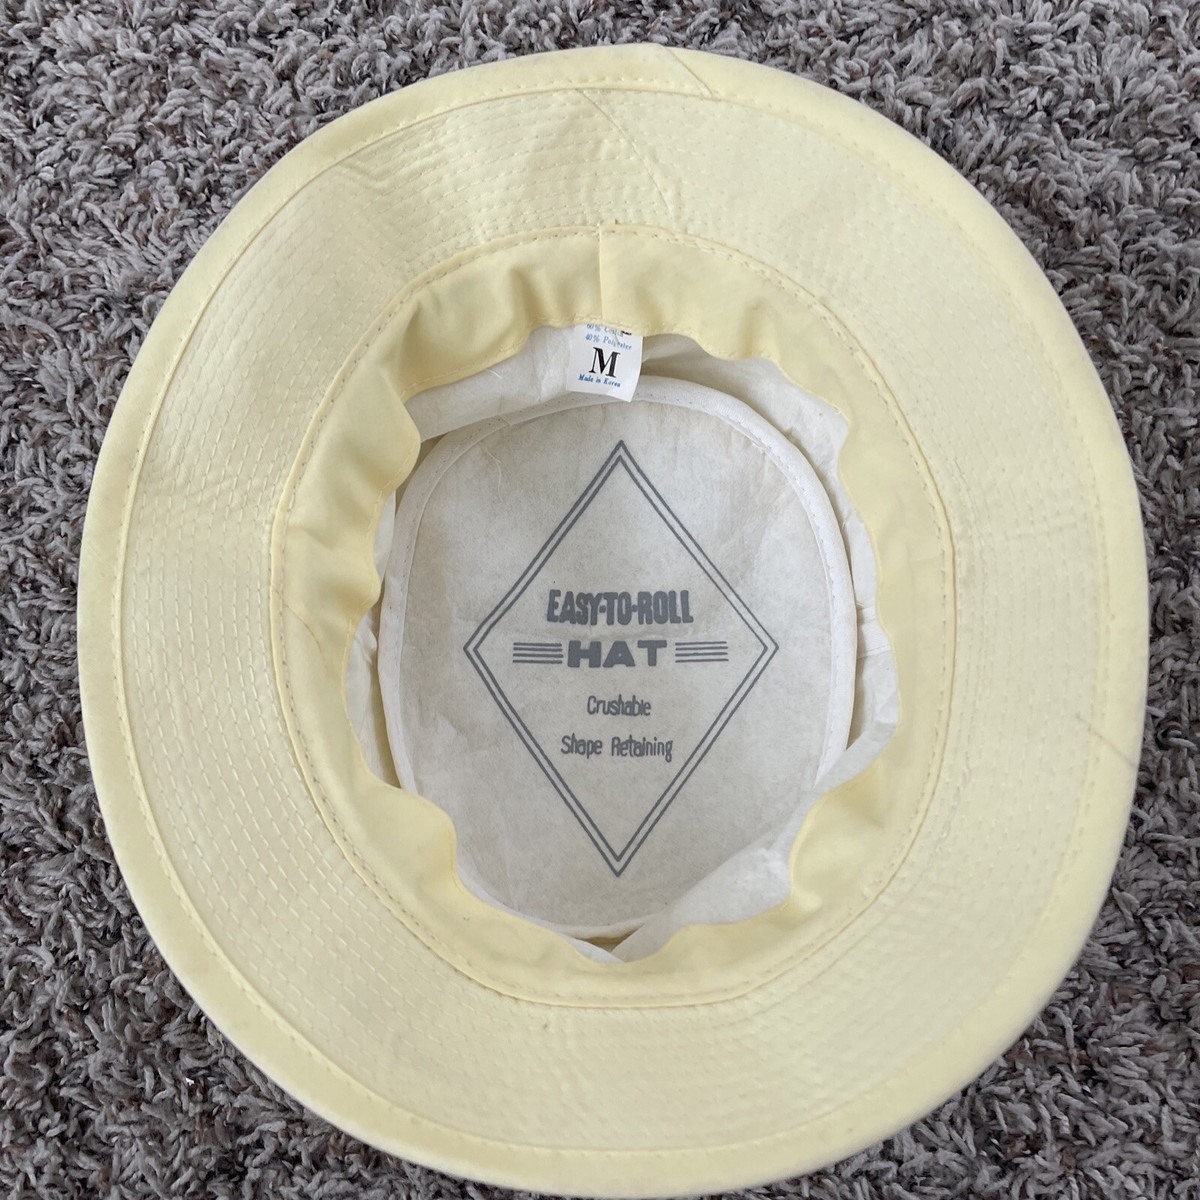 40% Polyester
M
Made in Korea
EASY-TO-ROLL
HAT
Crushable
Shape Retaining